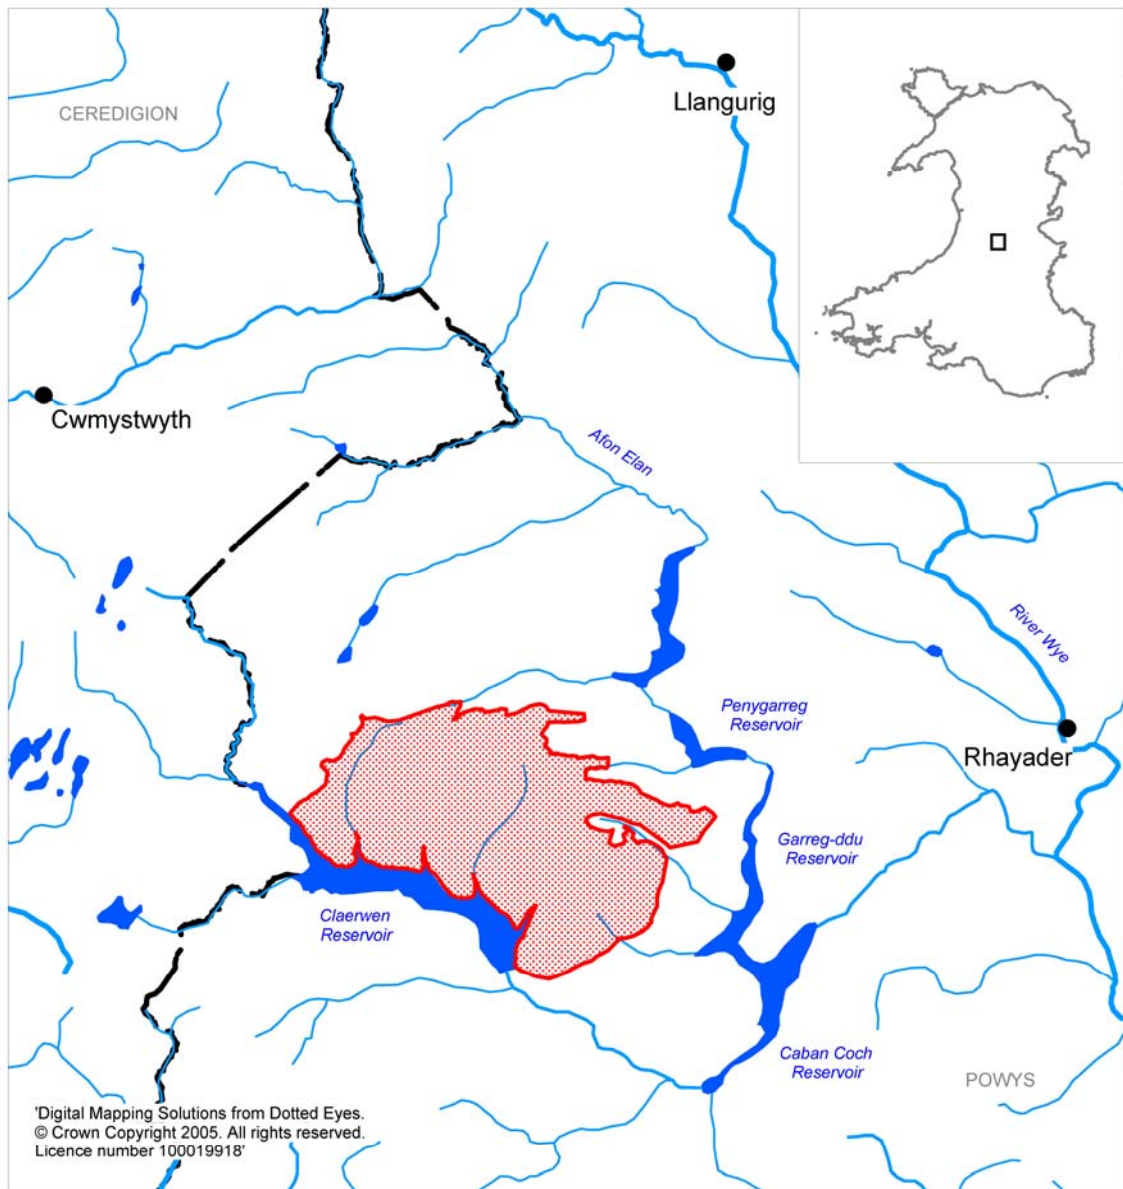 Llangurig
CEREDIGION
Cwmystwyth
Afon Elan
River Wye
Penygarreg
Reservoir
Rhayader
Garreg-ddu
Reservoir
Claerwen
Reservoir
Caban Coch
Reservoir
POWYS
'Digital Mapping Solutions from Dotted Eyes.
© Crown Copyright 2005. All rights reserved.
Licence number 100019918'